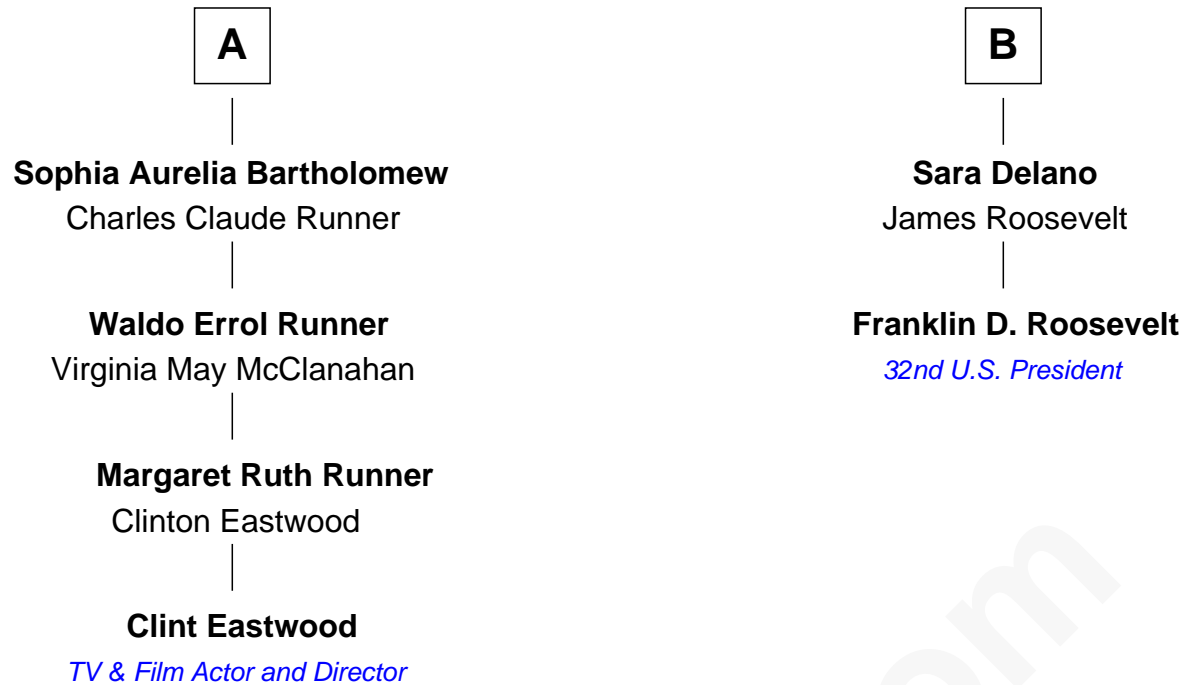 A
Sophia Aurelia Bartholomew
Charles Claude Runner
Waldo Errol Runner
Virginia May McClanahan
Margaret Ruth Runner
Clinton Eastwood
Clint Eastwood
TV & Film Actor and Director
B
Sara Delano
James Roosevelt
Franklin D. Roosevelt
32nd U.S. President
om